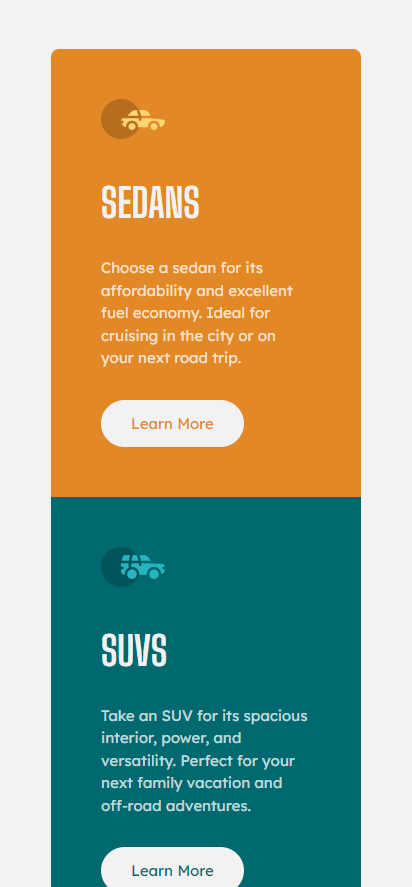 SEDANS
Choose a sedan for its
affordability and excellent
fuel economy. Ideal for
cruising in the city or on
your next road trip.
Learn More
SUVS
Take an SUV for its spacious
interior, power, and
versatility. Perfect for your
next family vacation and
off-road adventures.
Learn More